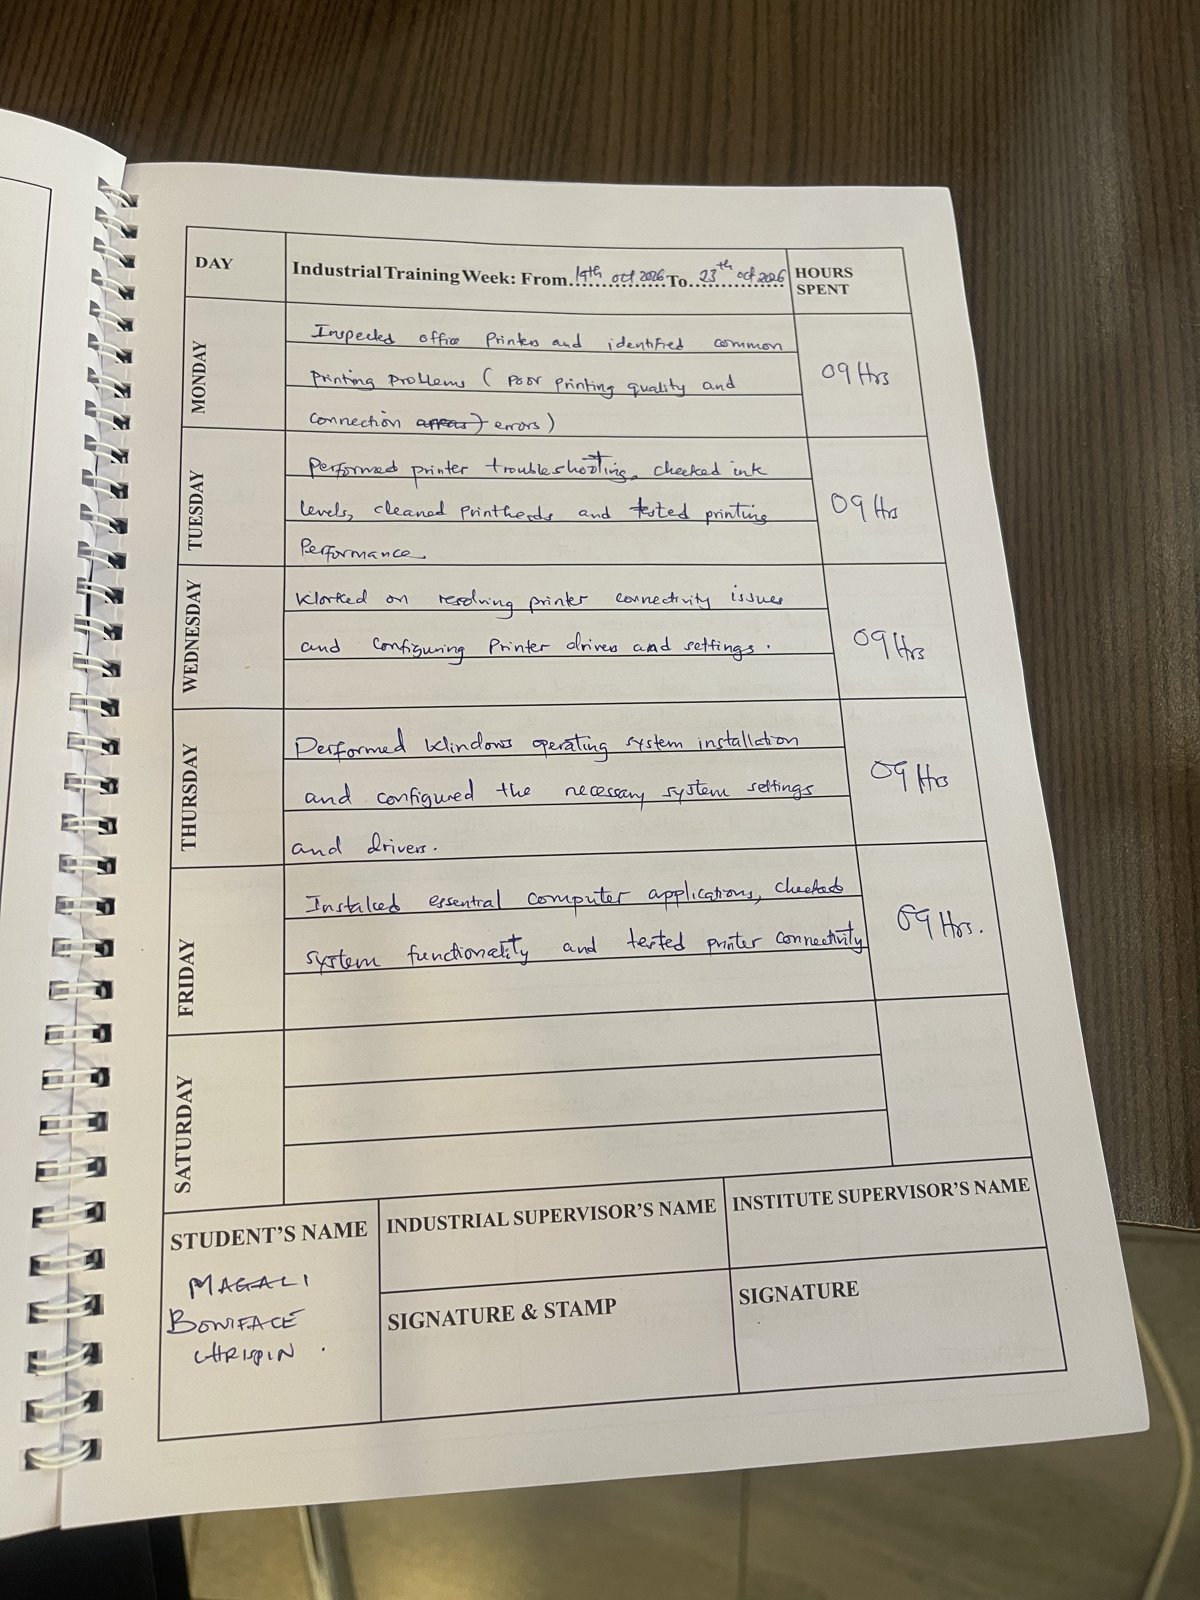 DAY
Industrial Training Week: From 19th oct 2026 To 23th oct 2026
HOURS SPENT
MONDAY
Inspected office Printers and identified common
printing problems ( poor printing quality and
connection errors )
09 Hrs
TUESDAY
Performed printer troubleshooting, checked ink
levels, cleaned printheads and tested printing
Performance.
09 Hrs
WEDNESDAY
Worked on resolving printer connectivity issues
and configuring Printer drivers and settings.
09 Hrs
THURSDAY
Performed Windows operating system installation
and configured the necessary system settings
and drivers.
09 Hrs
FRIDAY
Installed essential computer applications, checked
system functionality and tested printer connectivity
09 Hrs.
SATURDAY
STUDENT'S NAME
MAGALI
BONIFACE
CHRISPIN .
INDUSTRIAL SUPERVISOR'S NAME
INSTITUTE SUPERVISOR'S NAME
SIGNATURE & STAMP
SIGNATURE